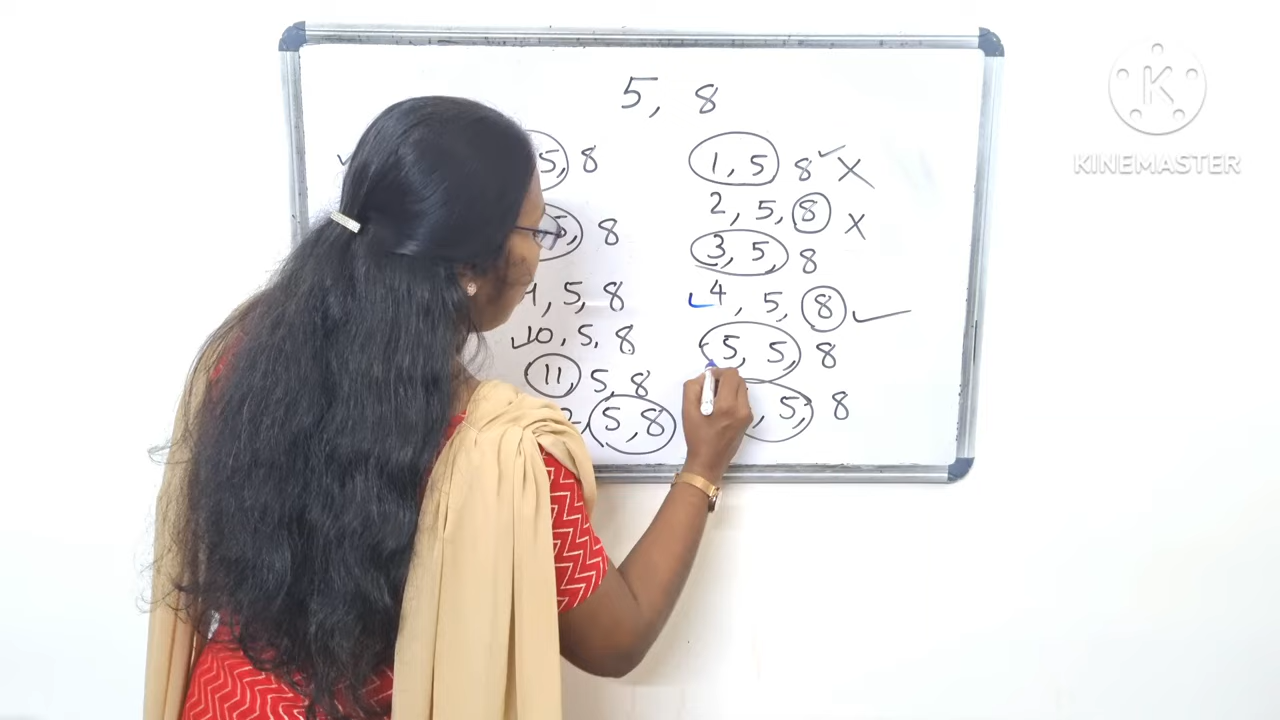 5, 8
5, 8
5, 8
5, 8
10, 5, 8
11, 5, 8
, 5, 8
1, 5 8 ✓ X
2, 5, 8 X
3, 5, 8
✓ 4, 5, 8 ✓
5, 5, 8
, 5, 8
K
KINEMASTER